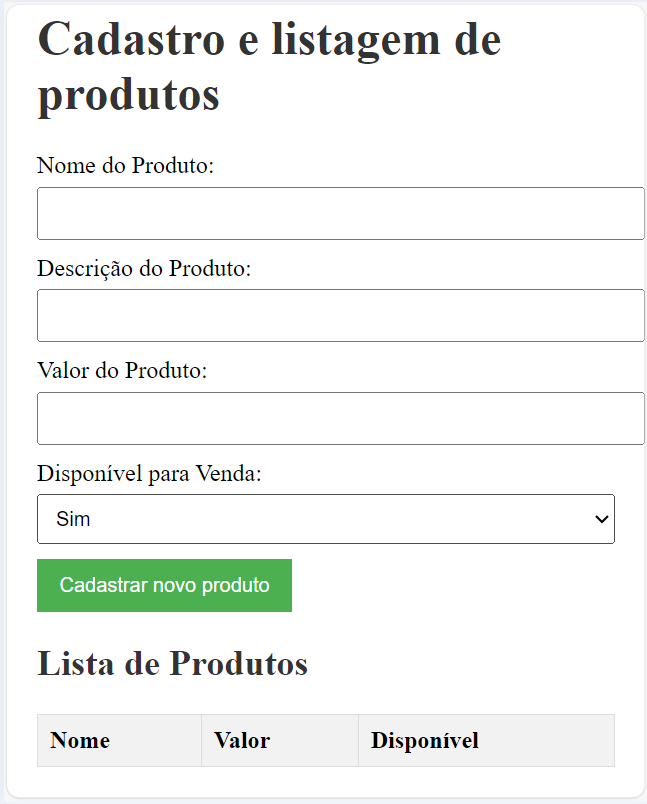 Cadastro e listagem de
produtos
Nome do Produto:
Descrição do Produto:
Valor do Produto:
Disponível para Venda:
Sim
Cadastrar novo produto
Lista de Produtos
Nome Valor Disponível